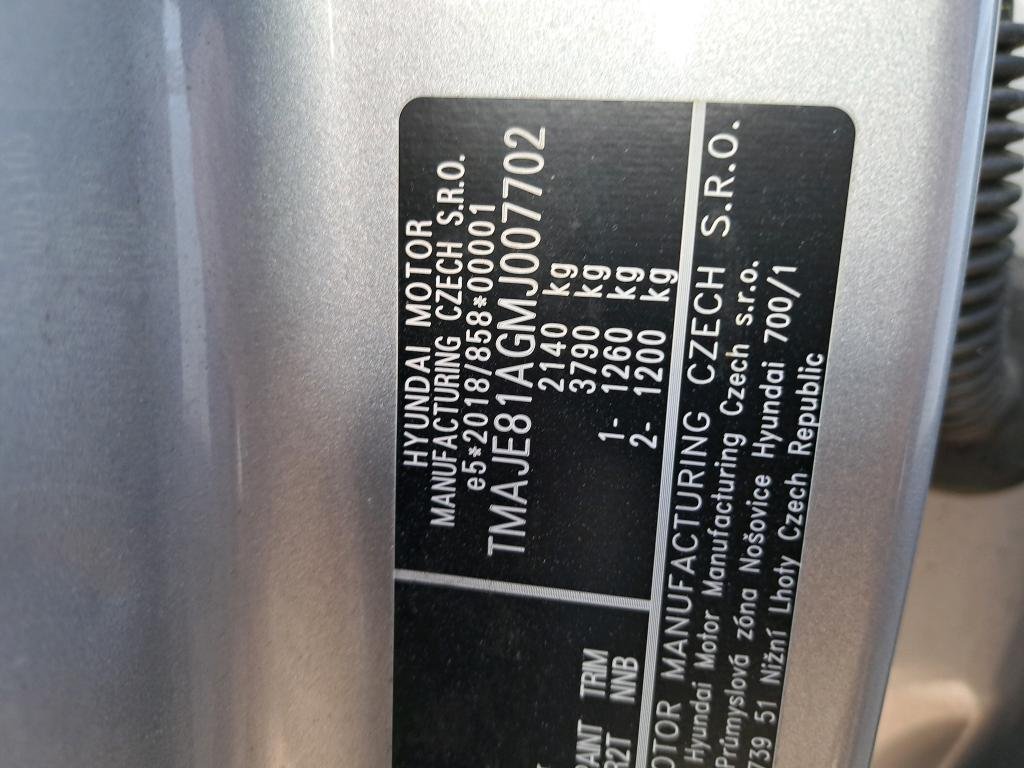 HYUNDAI MOTOR
MANUFACTURING CZECH S.R.O.
e5*2018/858*00001
TMAJE81AGMJ007702
2140 kg
3790 kg
1- 1260 kg
2- 1200 kg
PAINT TRIM
R2T NNB
OTOR MANUFACTURING CZECH S.R.O.
Hyundai Motor Manufacturing Czech s.r.o.
Průmyslová zóna Nošovice Hyundai 700/1
739 51 Nižní Lhoty Czech Republic